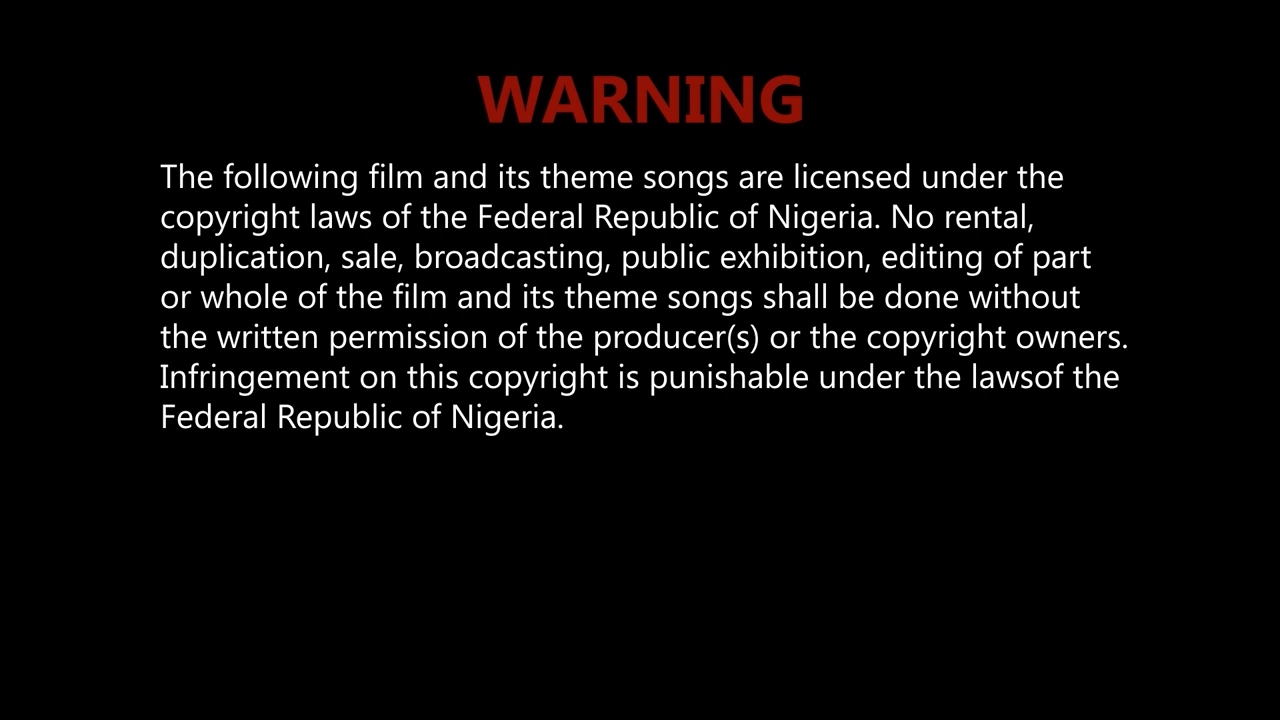 WARNING
The following film and its theme songs are licensed under the
copyright laws of the Federal Republic of Nigeria. No rental,
duplication, sale, broadcasting, public exhibition, editing of part
or whole of the film and its theme songs shall be done without
the written permission of the producer(s) or the copyright owners.
Infringement on this copyright is punishable under the lawsof the
Federal Republic of Nigeria.